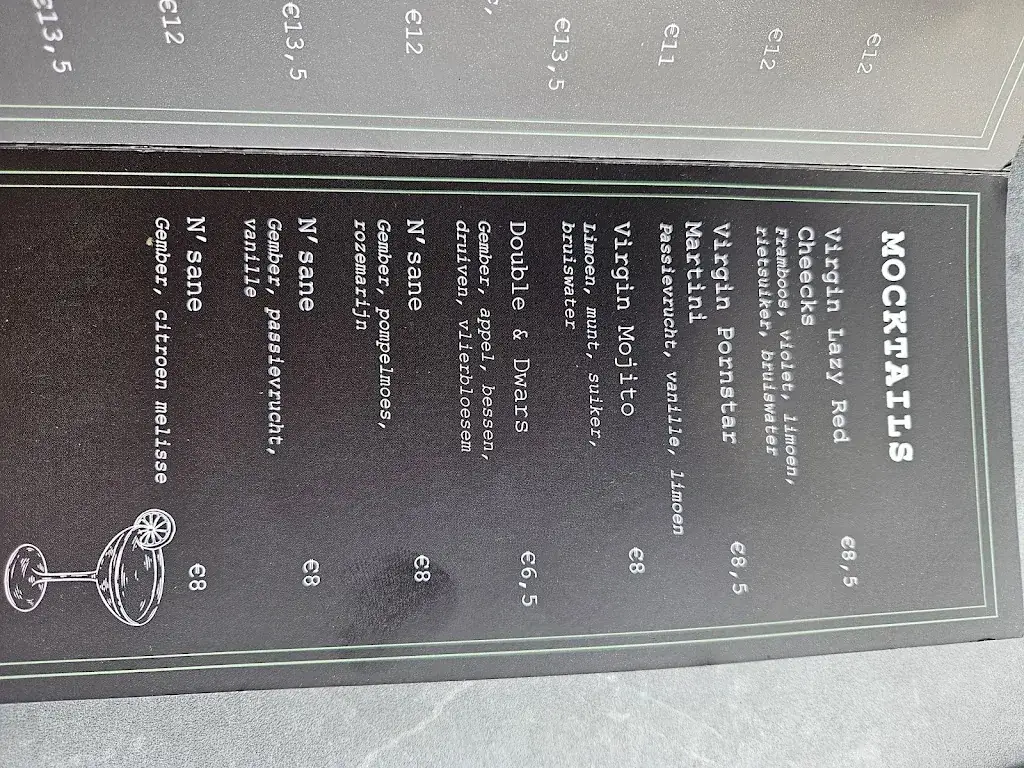 €12
€12
€11
€13,5
€12
€13,5
€12
€13,5
MOCKTAILS
Virgin Lazy Red
Cheecks
€8,5
Framboos, violet, limoen,
rietsuiker, bruiswater
Virgin Pornstar
Martini
€8,5
Passievrucht, vanille, limoen
Virgin Mojito
€8
Limoen, munt, suiker,
bruiswater
Double & Dwars
€6,5
Gember, appel, bessen,
druiven, vlierbloesem
N'sane
€8
Gember, pompelmoes,
rozemarijn
N'sane
€8
Gember, passievrucht,
vanille
N'sane
€8
Gember, citroen melisse